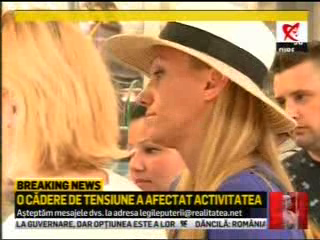 BREAKING NEWS
O CĂDERE DE TENSIUNE A AFECTAT ACTIVITATEA
Așteptăm mesajele dvs. la adresa legileputerii@realitatea.net
LA GUVERNARE, DAR OPȚIUNEA ESTE A LOR
DANCILĂ: ROMÂNIA